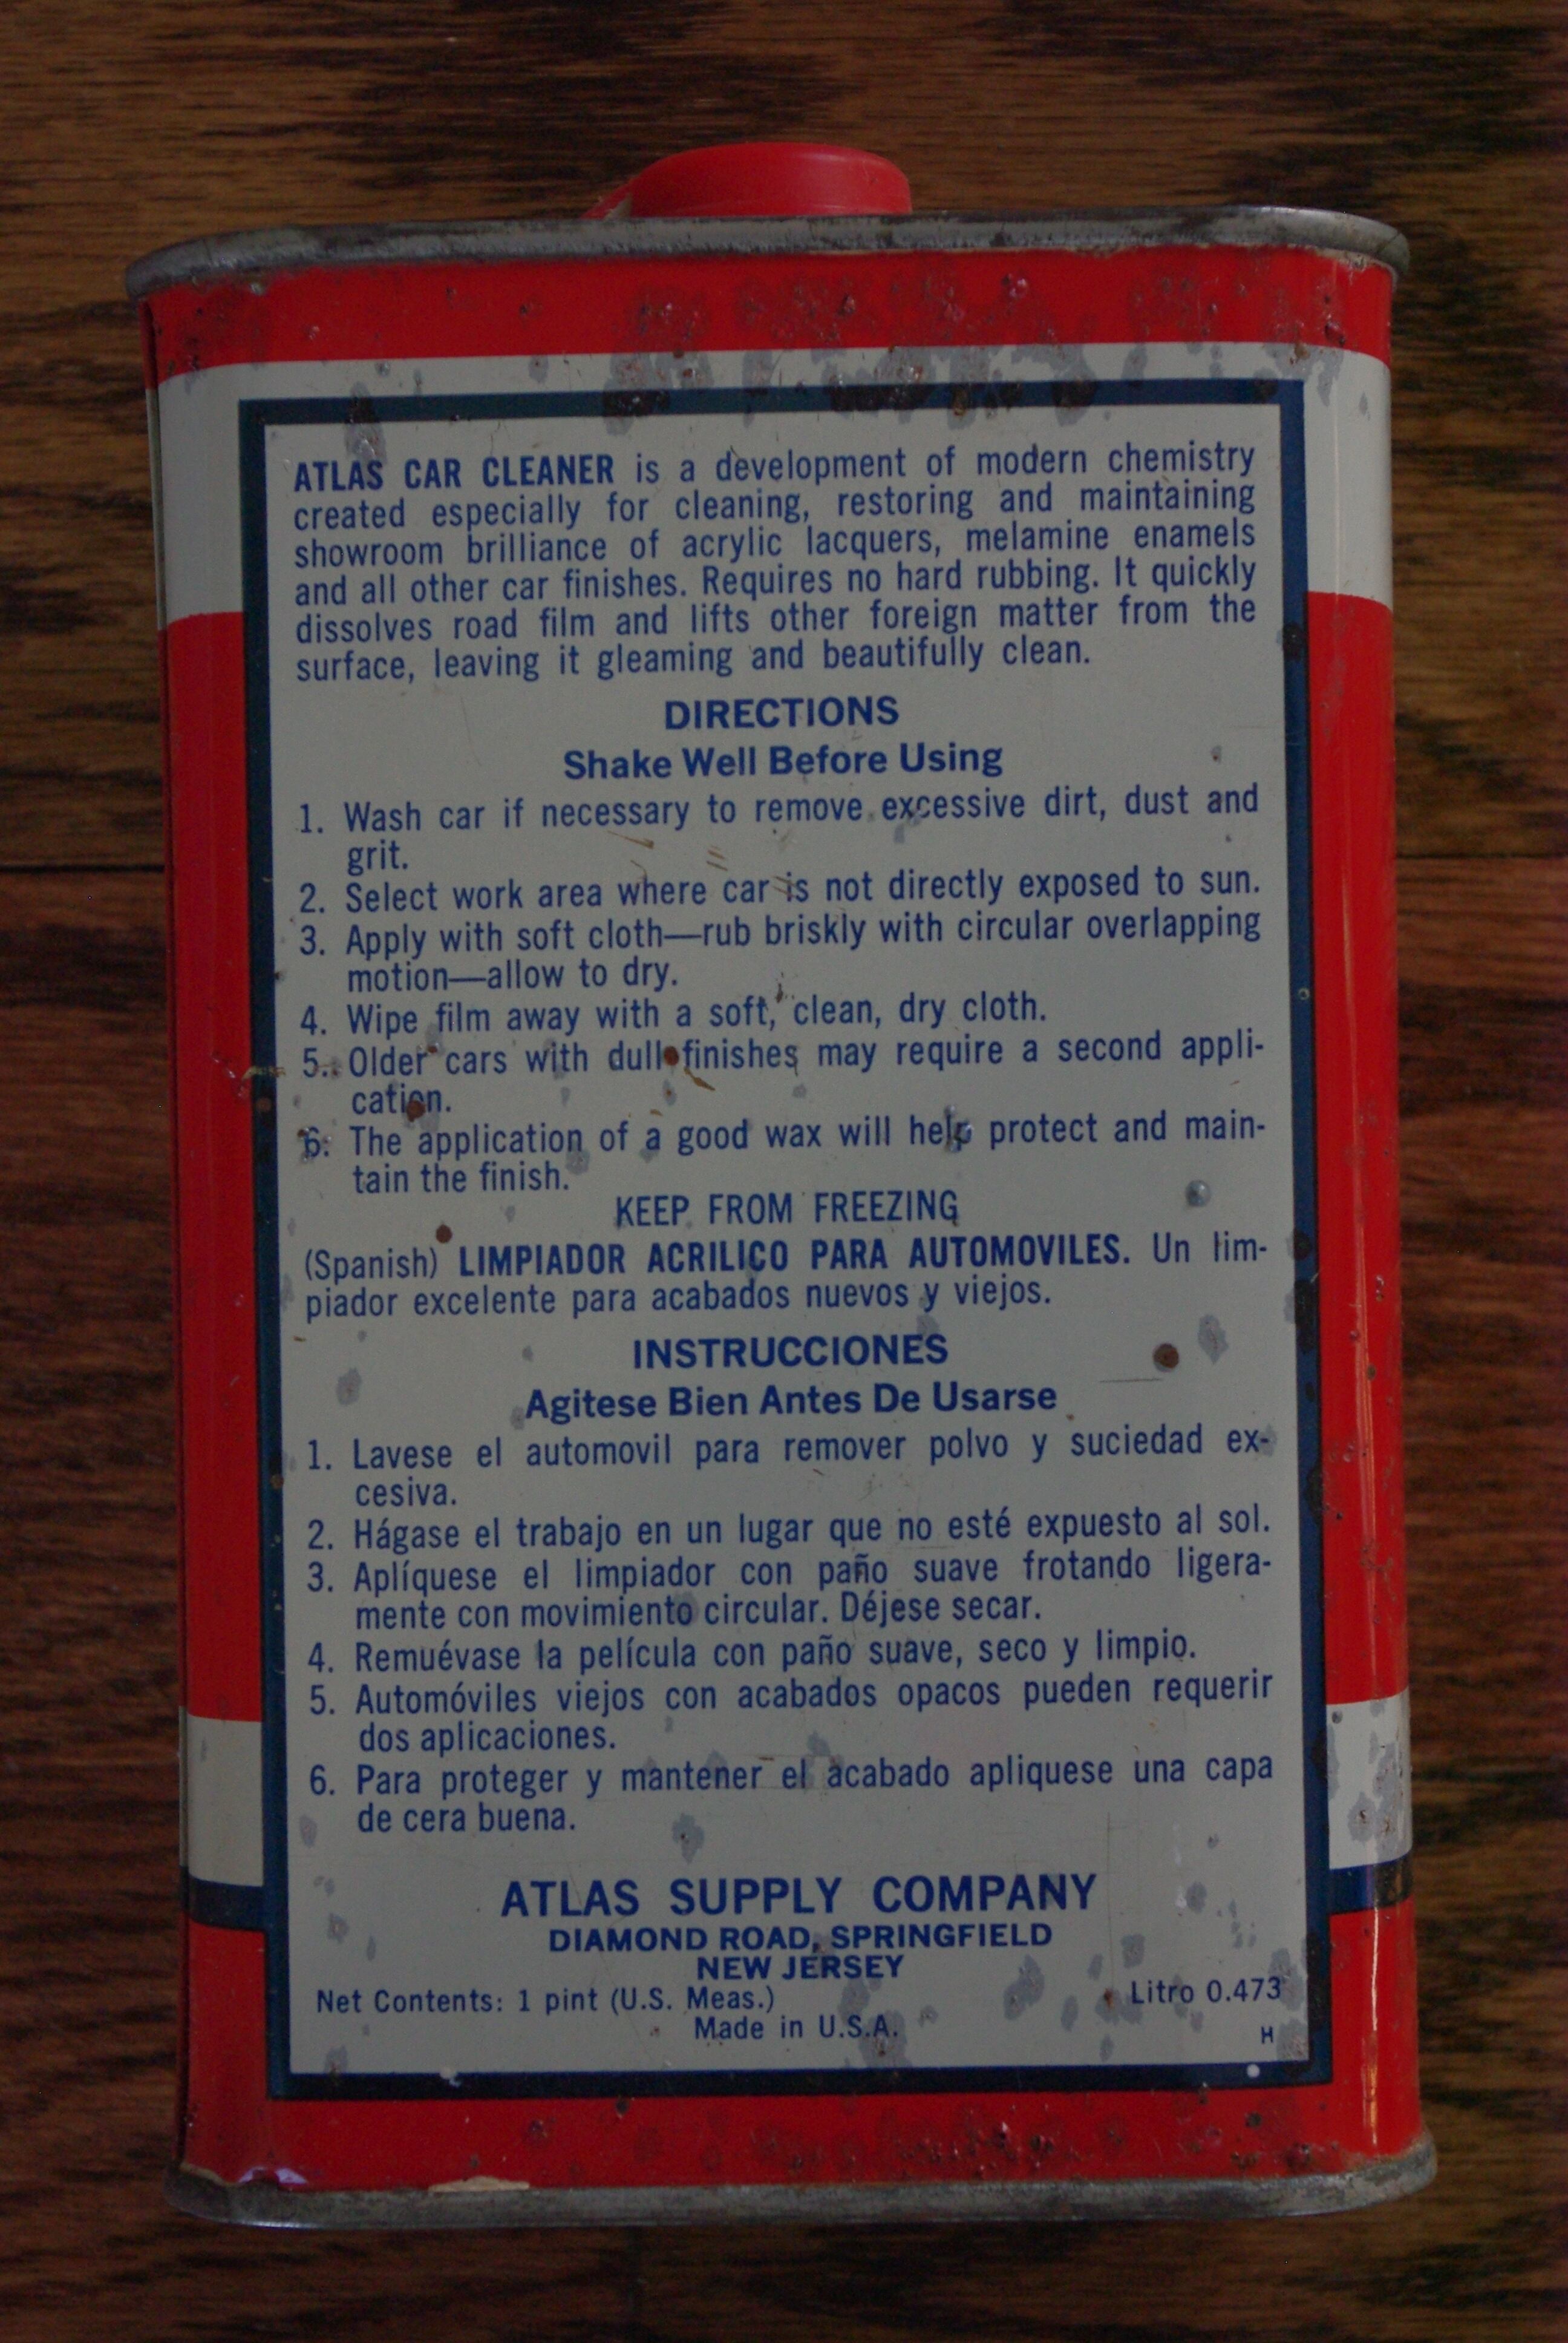 ATLAS CAR CLEANER is a development of modern chemistry
created especially for cleaning, restoring and maintaining
showroom brilliance of acrylic lacquers, melamine enamels
and all other car finishes. Requires no hard rubbing. It quickly
dissolves road film and lifts other foreign matter from the
surface, leaving it gleaming and beautifully clean.
DIRECTIONS
Shake Well Before Using
1. Wash car if necessary to remove excessive dirt, dust and
grit.
2. Select work area where car is not directly exposed to sun.
3. Apply with soft cloth—rub briskly with circular overlapping
motion—allow to dry.
4. Wipe film away with a soft, clean, dry cloth.
5. Older cars with dull finishes may require a second appli-
cation.
6. The application of a good wax will help protect and main-
tain the finish.
KEEP FROM FREEZING
(Spanish) LIMPIADOR ACRILICO PARA AUTOMOVILES. Un lim-
piador excelente para acabados nuevos y viejos.
INSTRUCCIONES
Agitese Bien Antes De Usarse
1. Lavese el automovil para remover polvo y suciedad ex-
cesiva.
2. Hágase el trabajo en un lugar que no esté expuesto al sol.
3. Aplíquese el limpiador con paño suave frotando ligera-
mente con movimiento circular. Déjese secar.
4. Remuévase la película con paño suave, seco y limpio.
5. Automóviles viejos con acabados opacos pueden requerir
dos aplicaciones.
6. Para proteger y mantener el acabado apliquese una capa
de cera buena.
ATLAS SUPPLY COMPANY
DIAMOND ROAD, SPRINGFIELD
NEW JERSEY
Net Contents: 1 pint (U.S. Meas.) Litro 0.473
Made in U.S.A.
H